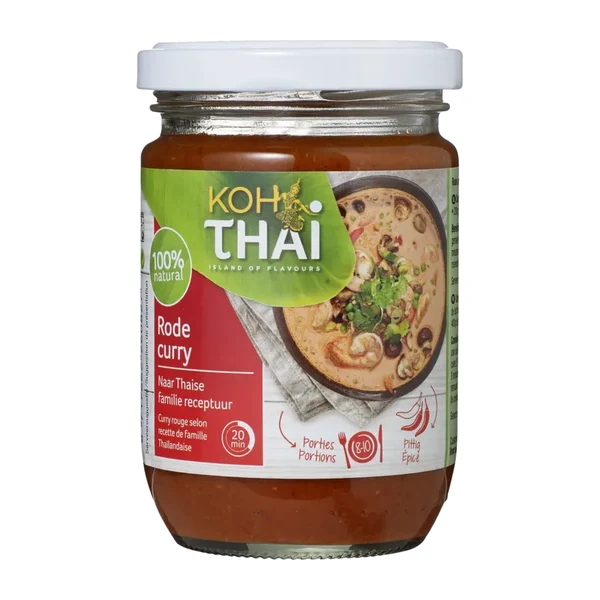 KOH
THAI
ISLAND OF FLAVOURS
100%
natural
Rode
curry
Naar Thaise
familie receptuur
Curry rouge selon
recette de famille
Thaïlandaise
20
min
Porties
Portions
8-10
Pittig
Épicé